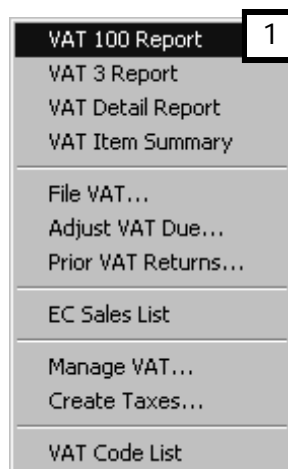 VAT 100 Report 1
VAT 3 Report
VAT Detail Report
VAT Item Summary
File VAT...
Adjust VAT Due...
Prior VAT Returns...
EC Sales List
Manage VAT...
Create Taxes...
VAT Code List